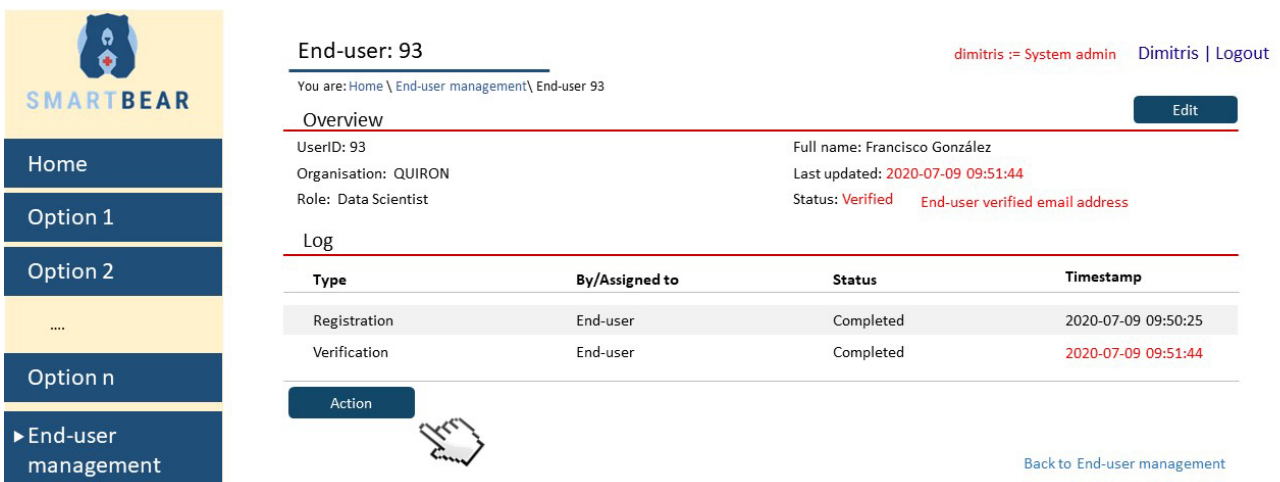 SMARTBEAR
Home
Option 1
Option 2
....
Option n
►End-user
management
End-user: 93
dimitris := System admin Dimitris | Logout
You are: Home \ End-user management\ End-user 93
Edit
Overview
UserID: 93 Full name: Francisco González
Organisation: QUIRON Last updated: 2020-07-09 09:51:44
Role: Data Scientist Status: Verified End-user verified email address
Log
Type By/Assigned to Status Timestamp
Registration End-user Completed 2020-07-09 09:50:25
Verification End-user Completed 2020-07-09 09:51:44
Action
Back to End-user management